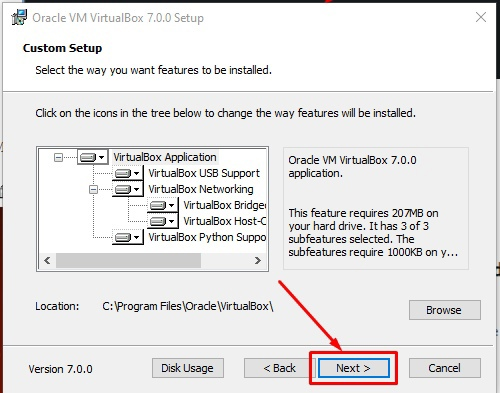 Oracle VM VirtualBox 7.0.0 Setup
Custom Setup
Select the way you want features to be installed.
Click on the icons in the tree below to change the way features will be installed.
VirtualBox Application
VirtualBox USB Support
VirtualBox Networking
VirtualBox Bridge
VirtualBox Host-C
VirtualBox Python Suppo
Oracle VM VirtualBox 7.0.0
application.
This feature requires 207MB on
your hard drive. It has 3 of 3
subfeatures selected. The
subfeatures require 1000KB on y...
Location: C:\Program Files\Oracle\VirtualBox\
Browse
Version 7.0.0
Disk Usage
< Back
Next >
Cancel